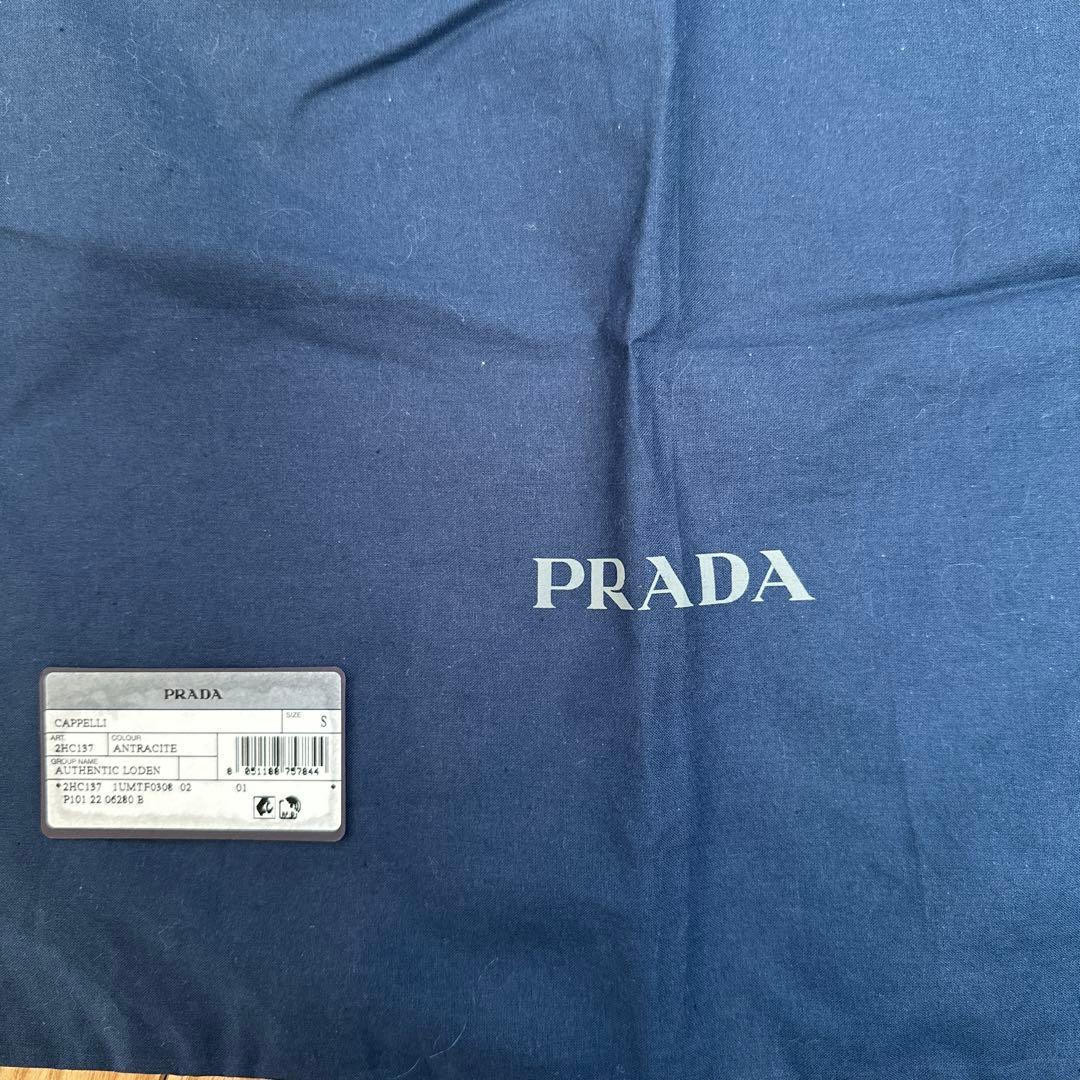 PRADA
PRADA
CAPPELLI
SIZE S
ART. COLOUR
2HC137 ANTRACITE
GROUP NAME
AUTHENTIC LODEN
8 051188 757844
*2HC137 1UMTF0308 02 01 *
P101 22 06280 B